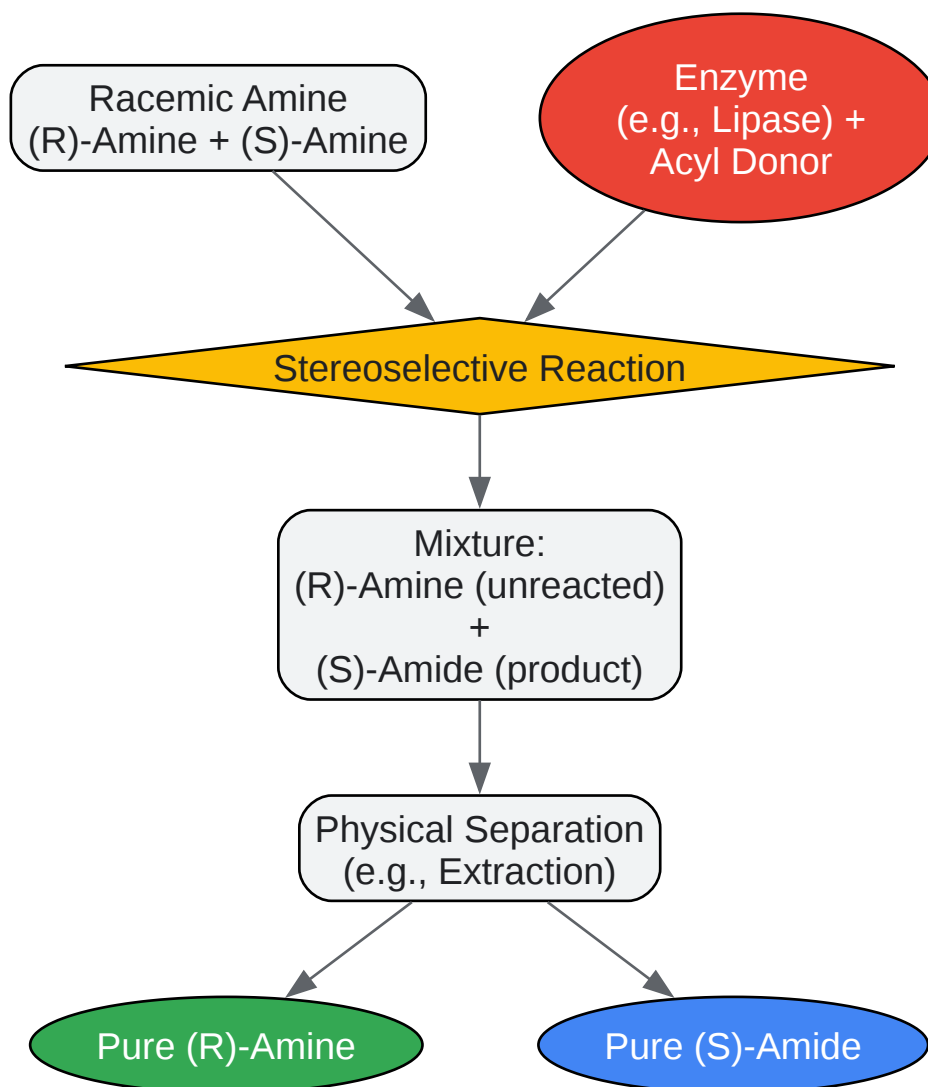 Racemic Amine
(R)-Amine + (S)-Amine
Enzyme
(e.g., Lipase) +
Acyl Donor
Stereoselective Reaction
Mixture:
(R)-Amine (unreacted)
+
(S)-Amide (product)
Physical Separation
(e.g., Extraction)
Pure (R)-Amine
Pure (S)-Amide